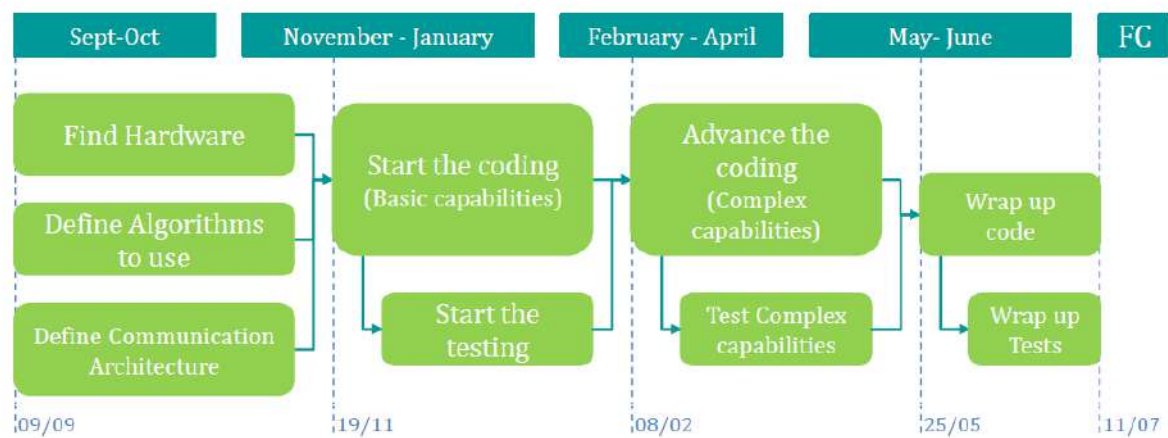 Sept-Oct
November - January
February - April
May- June
FC
Find Hardware
Define Algorithms
to use
Define Communication
Architecture
Start the coding
(Basic capabilities)
Start the
testing
Advance the
coding
(Complex
capabilities)
Test Complex
capabilities
Wrap up
code
Wrap up
Tests
09/09
19/11
08/02
25/05
11/07